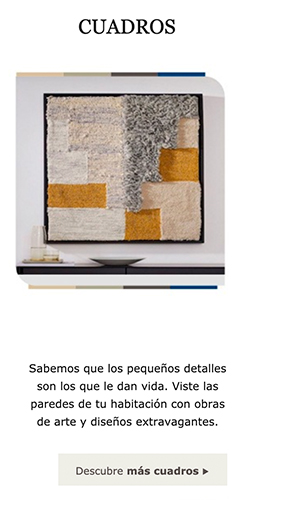 CUADROS
Sabemos que los pequeños detalles
son los que le dan vida. Viste las
paredes de tu habitación con obras
de arte y diseños extravagantes.
Descubre más cuadros ▸